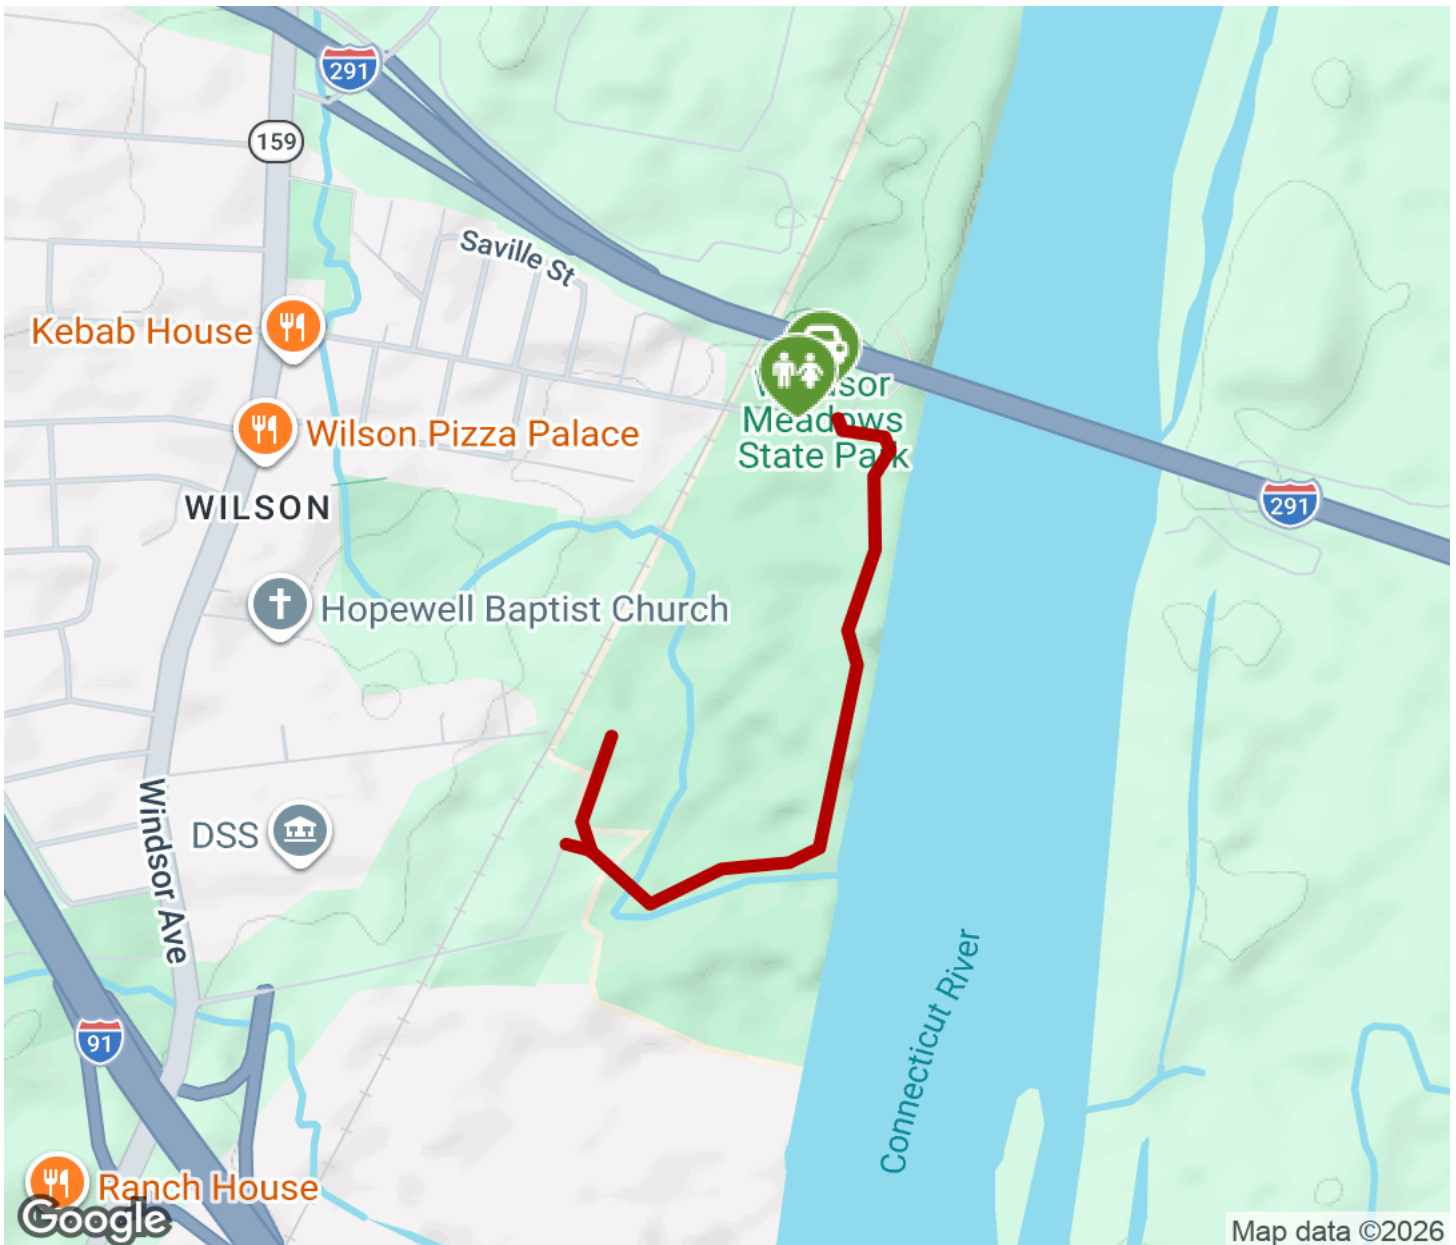 291
159
Saville St
Kebab House
Windsor
Meadows
State Park
Wilson Pizza Palace
291
WILSON
Hopewell Baptist Church
Windsor Ave
DSS
Connecticut River
91
Ranch House
Google
Map data ©2026